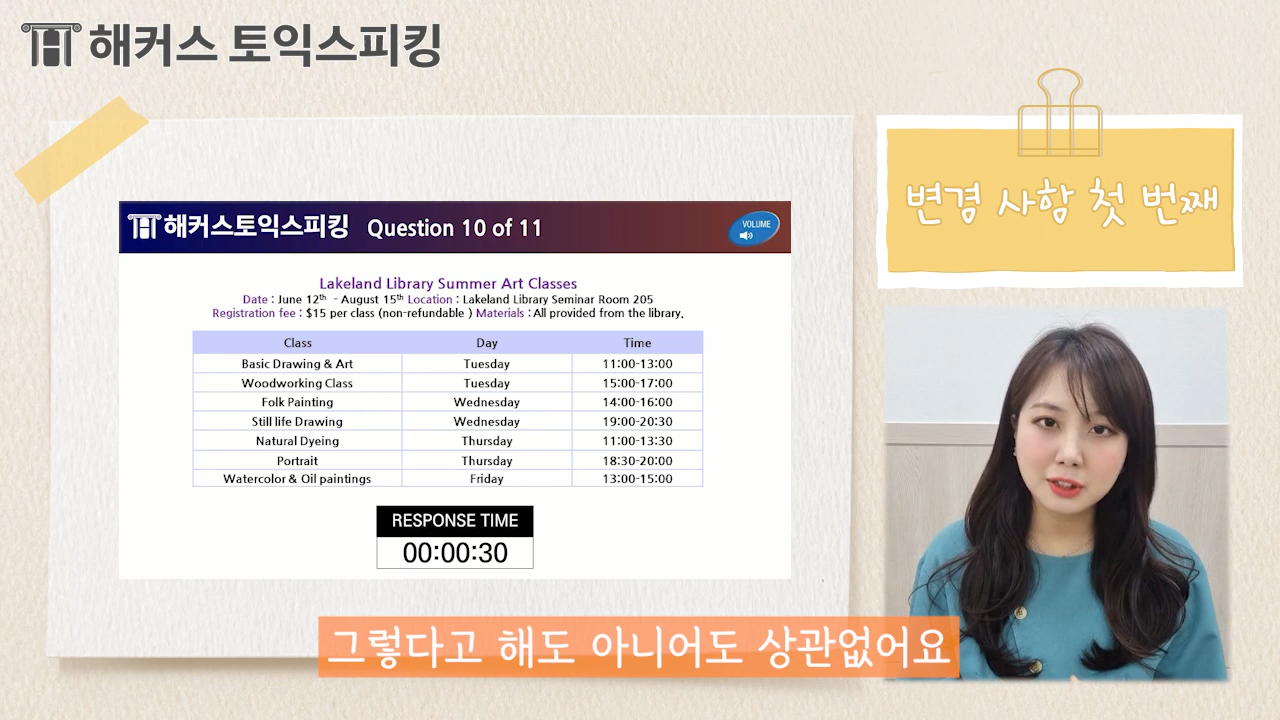 해커스 토익스피킹
변경 사항 첫 번째
해커스토익스피킹 Question 10 of 11
VOLUME
Lakeland Library Summer Art Classes
Date : June 12th - August 15th Location : Lakeland Library Seminar Room 205
Registration fee : $15 per class (non-refundable ) Materials : All provided from the library.
Class Day Time
Basic Drawing & Art Tuesday 11:00-13:00
Woodworking Class Tuesday 15:00-17:00
Folk Painting Wednesday 14:00-16:00
Still life Drawing Wednesday 19:00-20:30
Natural Dyeing Thursday 11:00-13:30
Portrait Thursday 18:30-20:00
Watercolor & Oil paintings Friday 13:00-15:00
RESPONSE TIME
00:00:30
그렇다고 해도 아니어도 상관없어요